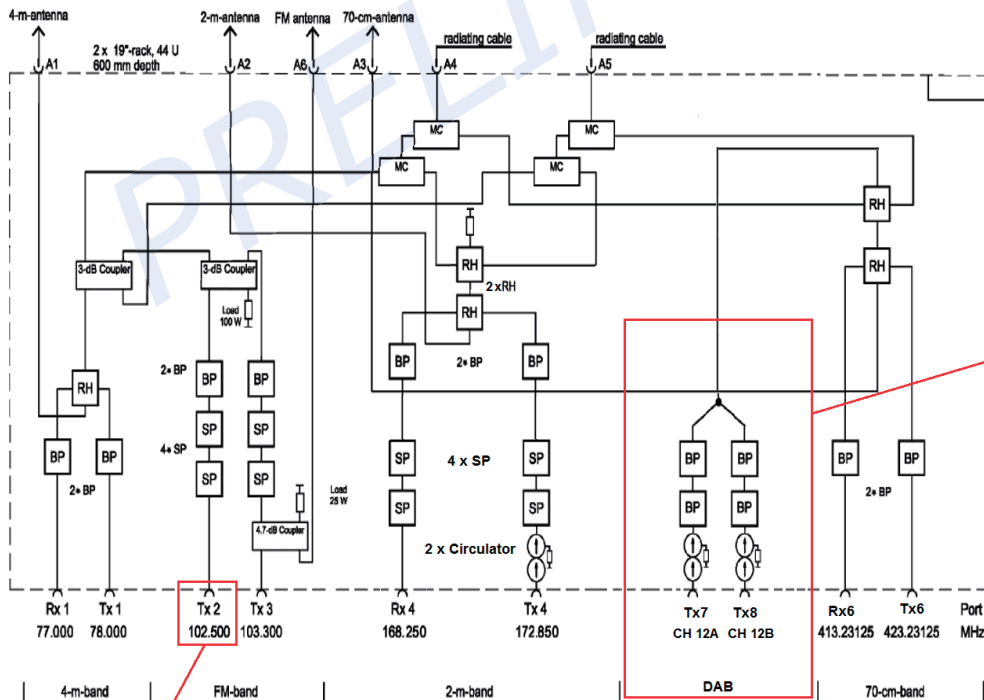 4-m-antenna 2-m-antenna FM antenna 70-cm-antenna
radiating cable radiating cable
2 x 19"-rack, 44 U
600 mm depth
A1 A2 A6 A3 A4 A5
PRELI
MC MC
MC MC
RH
RH
3-dB Coupler 3-dB Coupler RH RH
2 xRH
Load
100 W
RH
2* BP BP BP BP 2* BP BP
RH
SP SP
4* SP
BP BP SP SP 4 x SP SP BP BP BP BP
2* BP 2* BP
Load
25 W
SP SP BP BP
4.7-dB Coupler
2 x Circulator
Rx 1 Tx 1 Tx 2 Tx 3 Rx 4 Tx 4 Tx7 Tx8 Rx6 Tx6 Port
77.000 78.000 102.500 103.300 168.250 172.850 CH 12A CH 12B 413.23125 423.23125 MHz
4-m-band FM-band 2-m-band DAB 70-cm-band